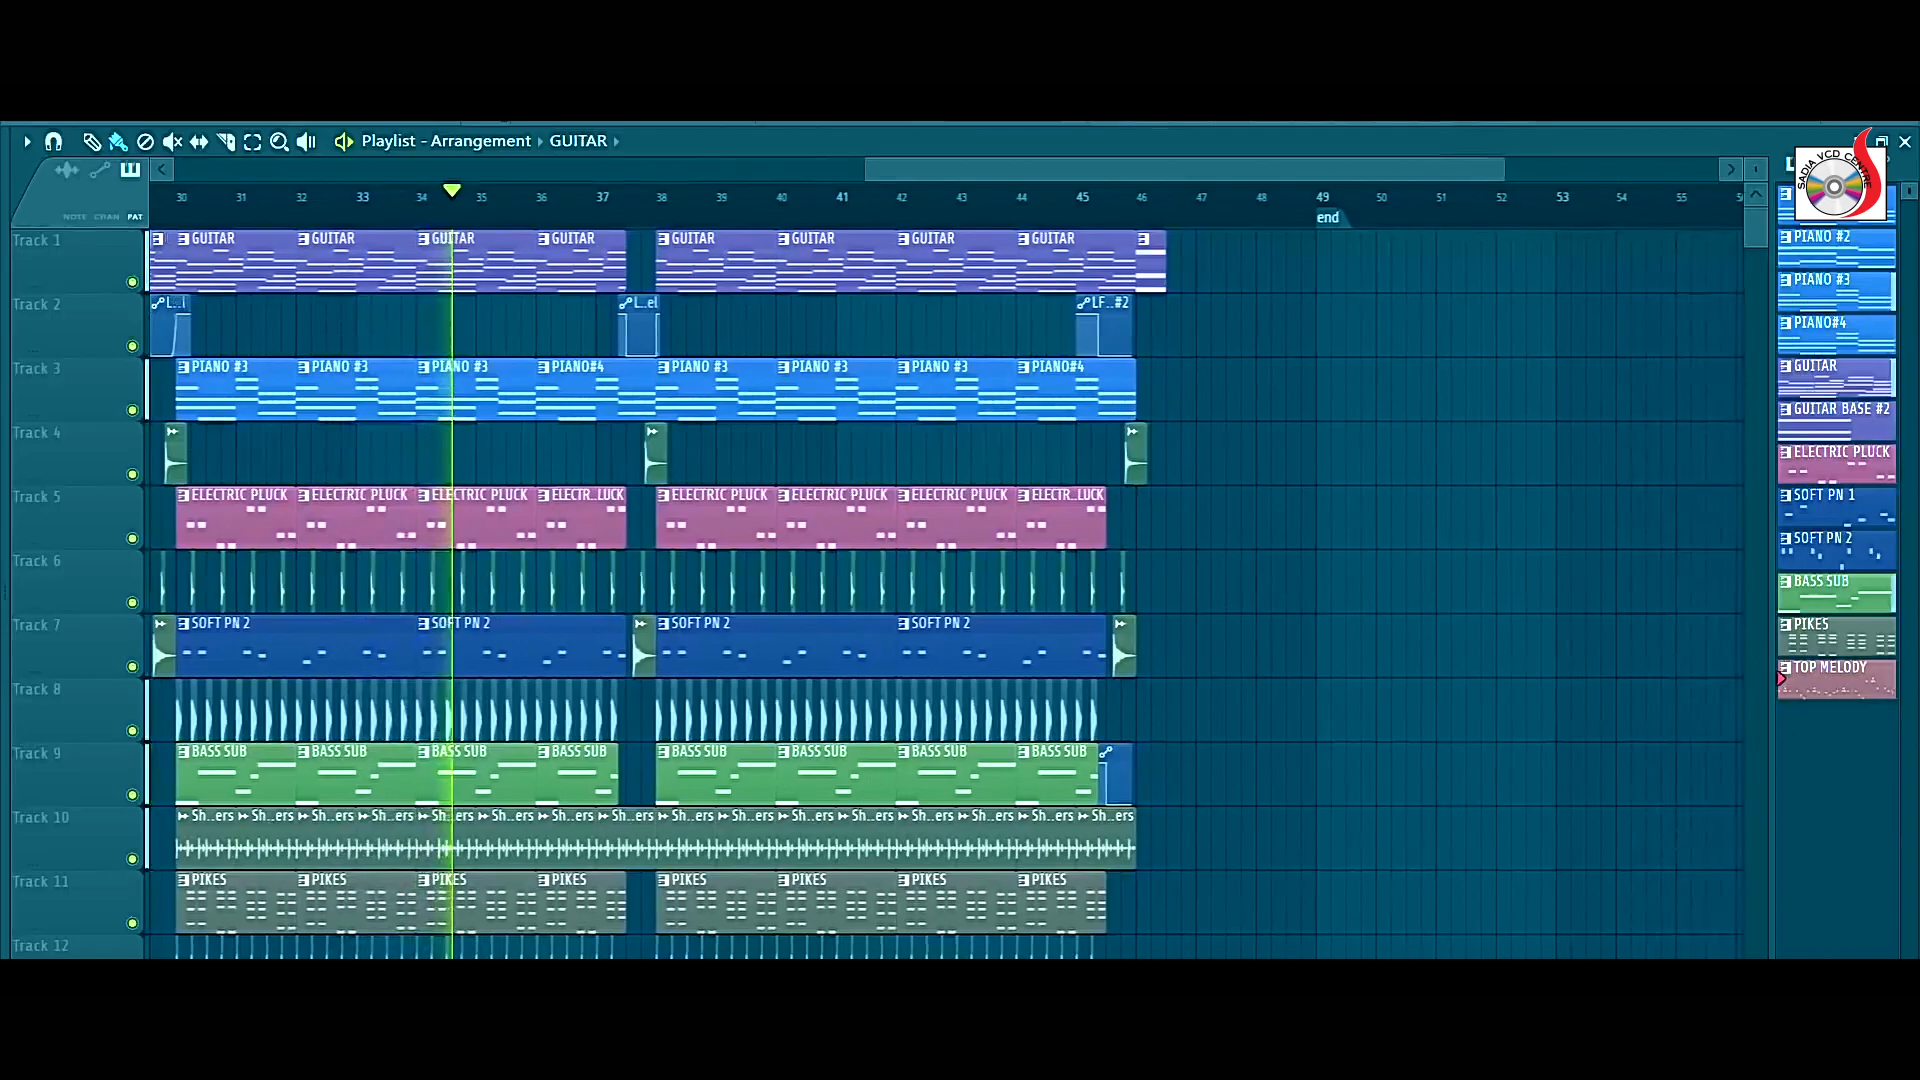 Playlist - Arrangement GUITAR
NOTE CHAN PAT
30 31 32 33 34 35 36 37 38 39 40 41 42 43 44 45 46 47 48 49 50 51 52 53 54 55
end
SADIA VCD CENTRE
Track 1 GUITAR GUITAR GUITAR GUITAR GUITAR GUITAR GUITAR GUITAR
Track 2 L...l L...el LF...#2
Track 3 PIANO #3 PIANO #3 PIANO #3 PIANO#4 PIANO #3 PIANO #3 PIANO #3 PIANO#4
Track 4
Track 5 ELECTRIC PLUCK ELECTRIC PLUCK ELECTRIC PLUCK ELECTR...LUCK ELECTRIC PLUCK ELECTRIC PLUCK ELECTRIC PLUCK ELECTR...LUCK
Track 6
Track 7 SOFT PN 2 SOFT PN 2 SOFT PN 2 SOFT PN 2
Track 8
Track 9 BASS SUB BASS SUB BASS SUB BASS SUB BASS SUB BASS SUB BASS SUB BASS SUB
Track 10 Sh...ers Sh...ers Sh...ers Sh...ers Sh...ers Sh...ers Sh...ers Sh...ers Sh...ers Sh...ers Sh...ers Sh...ers Sh...ers Sh...ers Sh...ers Sh...ers
Track 11 PIKES PIKES PIKES PIKES PIKES PIKES PIKES PIKES
Track 12
PIANO #2
PIANO #3
PIANO#4
GUITAR
GUITAR BASE #2
ELECTRIC PLUCK
SOFT PN 1
SOFT PN 2
BASS SUB
PIKES
TOP MELODY